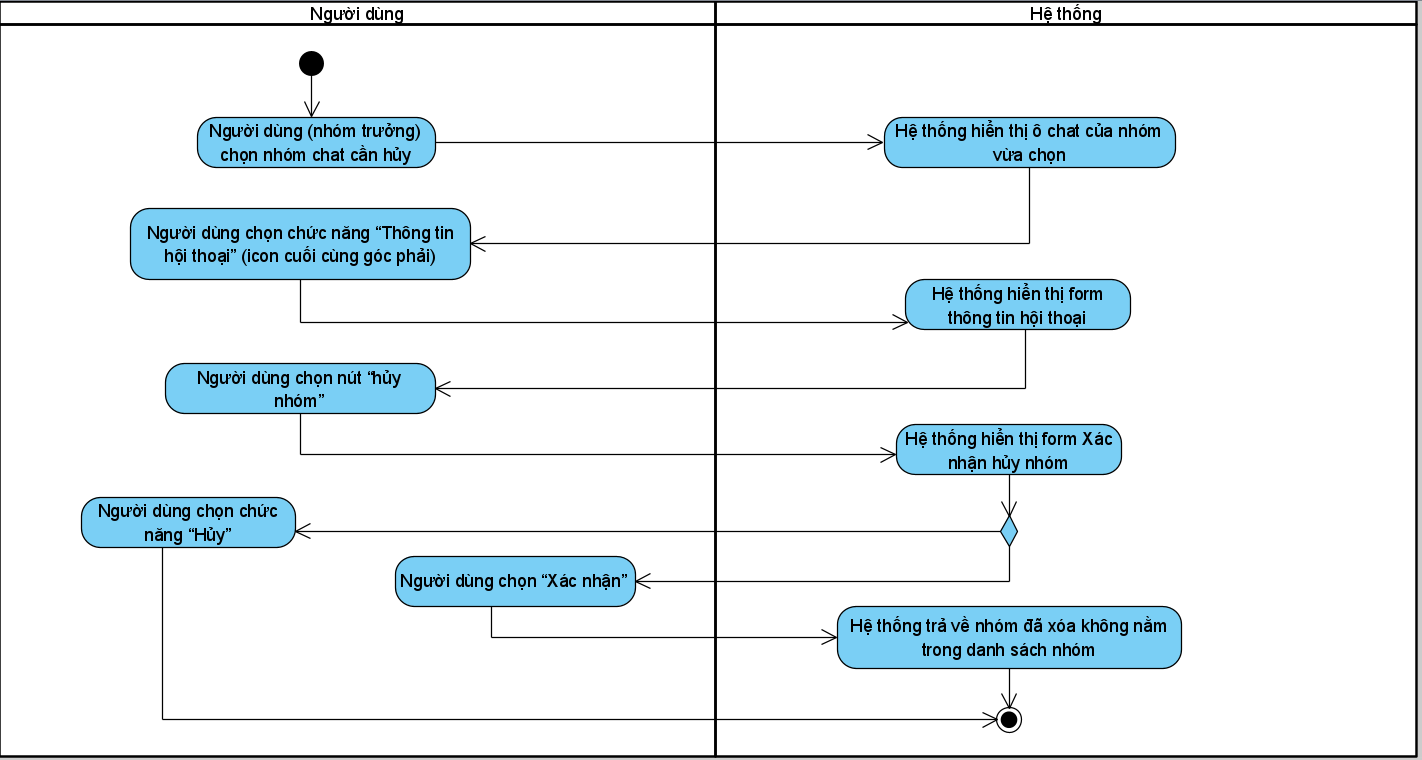 Người dùng
Hệ thống
Người dùng (nhóm trưởng)
chọn nhóm chat cần hủy
Hệ thống hiển thị ô chat của nhóm
vừa chọn
Người dùng chọn chức năng “Thông tin
hội thoại” (icon cuối cùng góc phải)
Hệ thống hiển thị form
thông tin hội thoại
Người dùng chọn nút “hủy
nhóm”
Hệ thống hiển thị form Xác
nhận hủy nhóm
Người dùng chọn chức
năng “Hủy”
Người dùng chọn “Xác nhận”
Hệ thống trả về nhóm đã xóa không nằm
trong danh sách nhóm